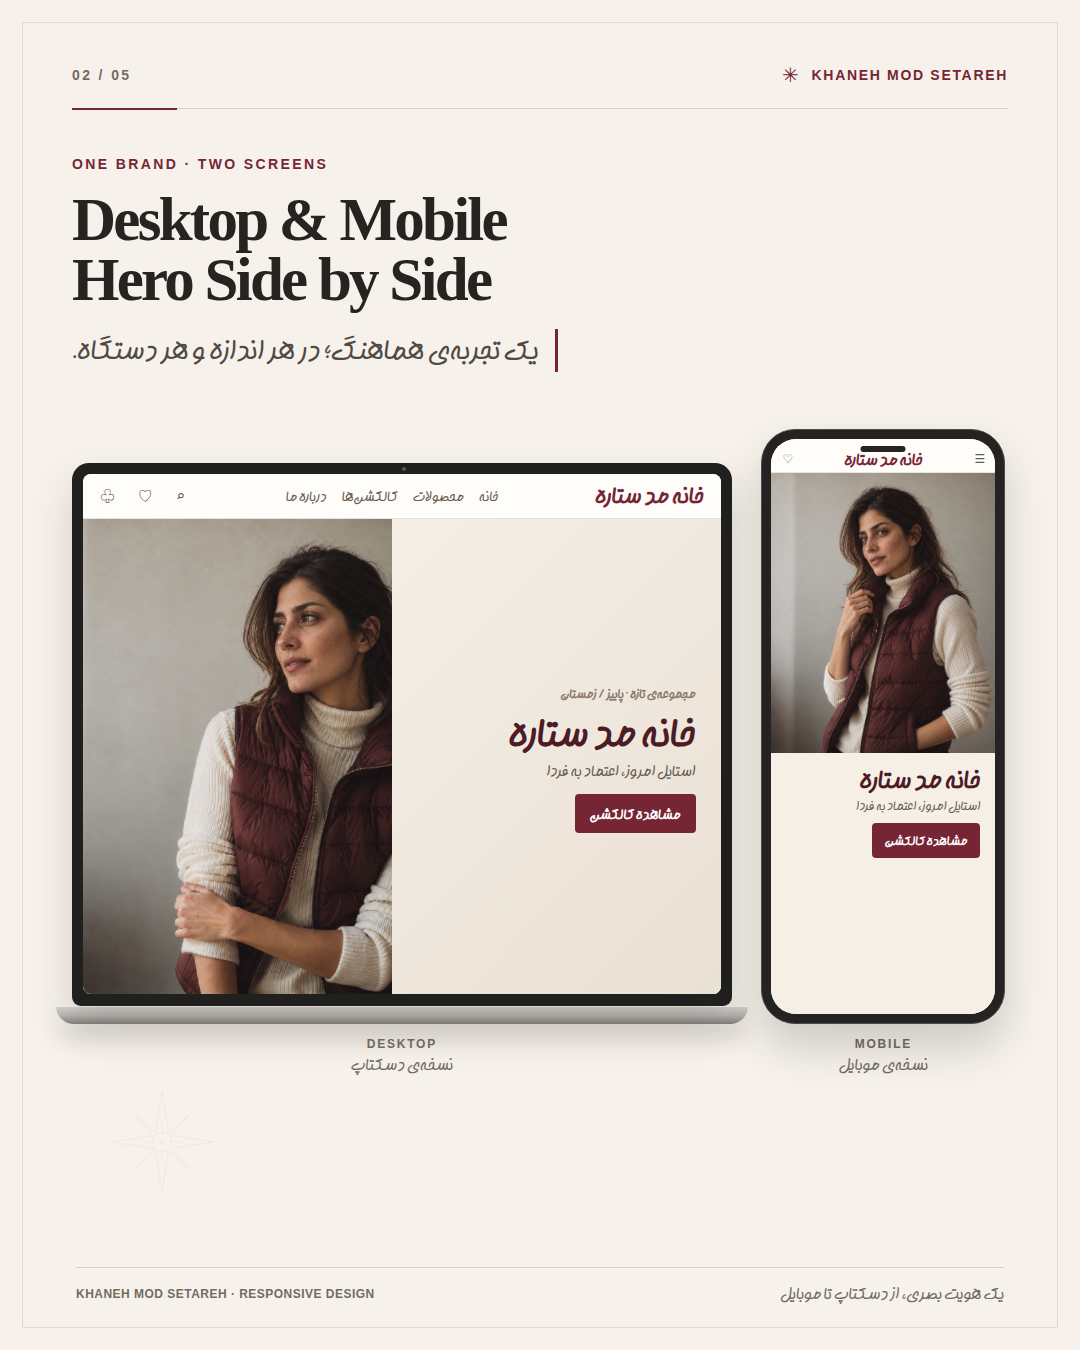 02 / 05
KHANEH MOD SETAREH
ONE BRAND · TWO SCREENS
Desktop & Mobile
Hero Side by Side
یک تجربه‌ی هماهنگ؛ در هر اندازه و هر دستگاه.
خانه مد ستاره
خانه محصولات کالکشن‌ها درباره ما
مجموعه‌ی تازه · پاییز / زمستان
خانه مد ستاره
استایل امروز، اعتماد به فردا
مشاهده کالکشن
خانه مد ستاره
خانه مد ستاره
استایل امروز، اعتماد به فردا
مشاهده کالکشن
DESKTOP
نسخه‌ی دسکتاپ
MOBILE
نسخه‌ی موبایل
KHANEH MOD SETAREH · RESPONSIVE DESIGN
یک هویت بصری، از دسکتاپ تا موبایل